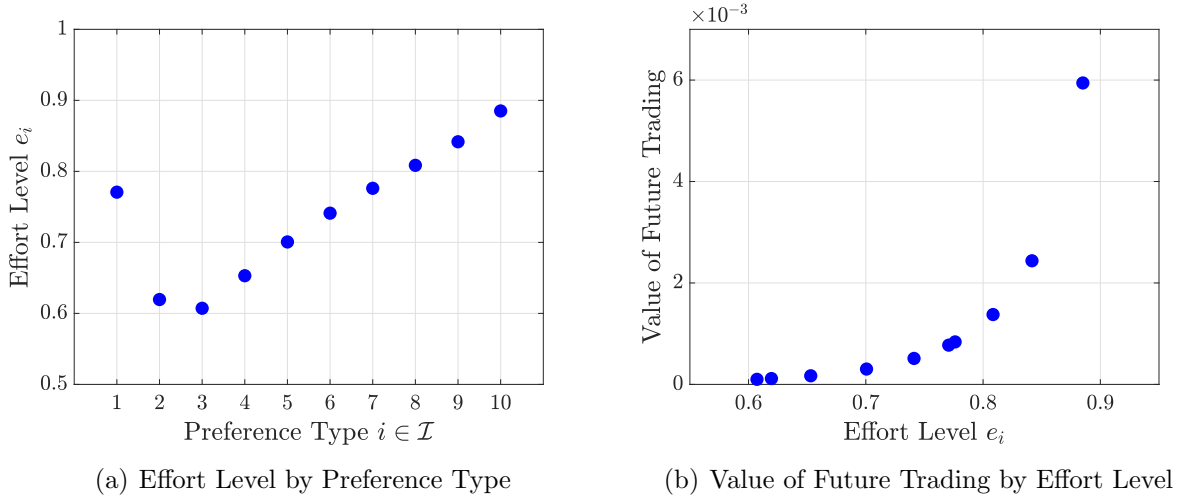 1
0.9
0.8
0.7
0.6
0.5
Effort Level $e_i$
1 2 3 4 5 6 7 8 9 10
Preference Type $i \in \mathcal{I}$
(a) Effort Level by Preference Type
×10⁻³
6
4
2
0
Value of Future Trading
0.6 0.7 0.8 0.9
Effort Level $e_i$
(b) Value of Future Trading by Effort Level